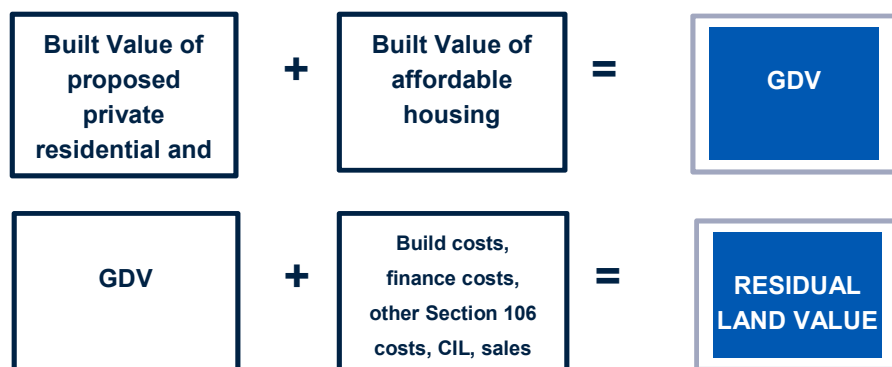 Built Value of
proposed
private
residential and
+
Built Value of
affordable
housing
=
GDV
GDV
+
Build costs,
finance costs,
other Section 106
costs, CIL, sales
=
RESIDUAL
LAND VALUE